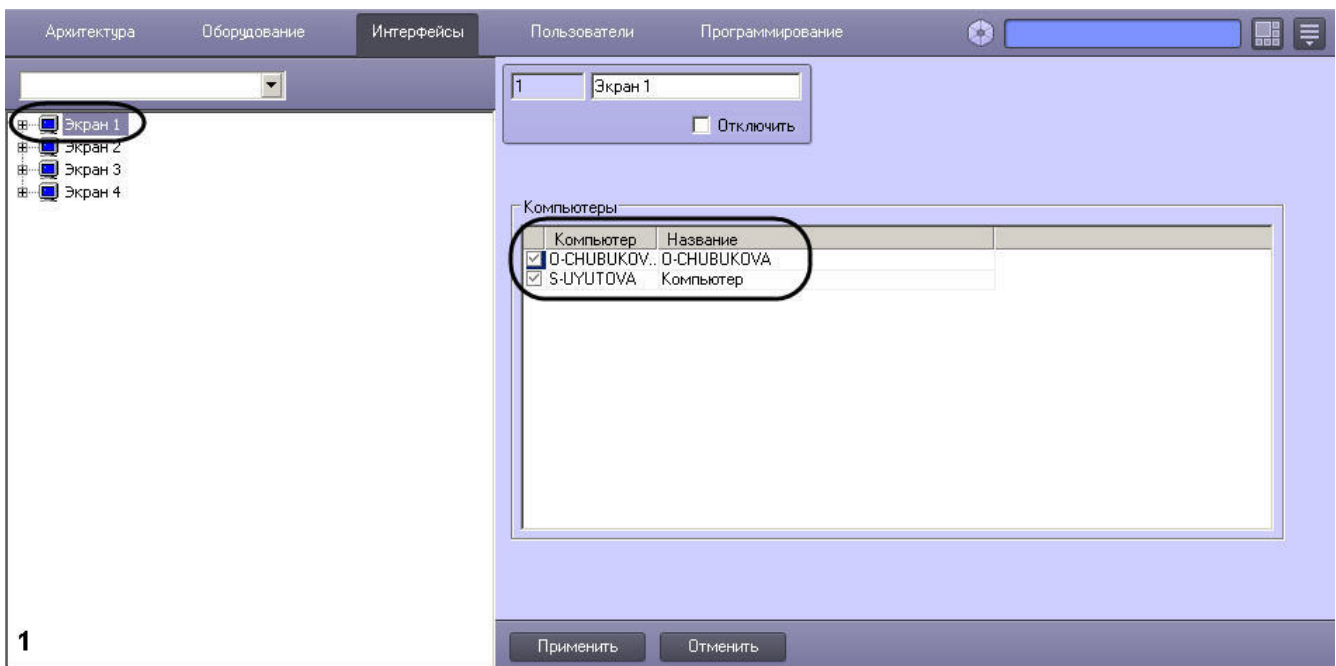 Архитектура Оборудование Интерфейсы Пользователи Программирование
1 Экран 1
Отключить
Экран 1
Экран 2
Экран 3
Экран 4
Компьютеры
Компьютер Название
O-CHUBUKOV.. O-CHUBUKOVA
S-UYUTOVA Компьютер
1
Применить Отменить